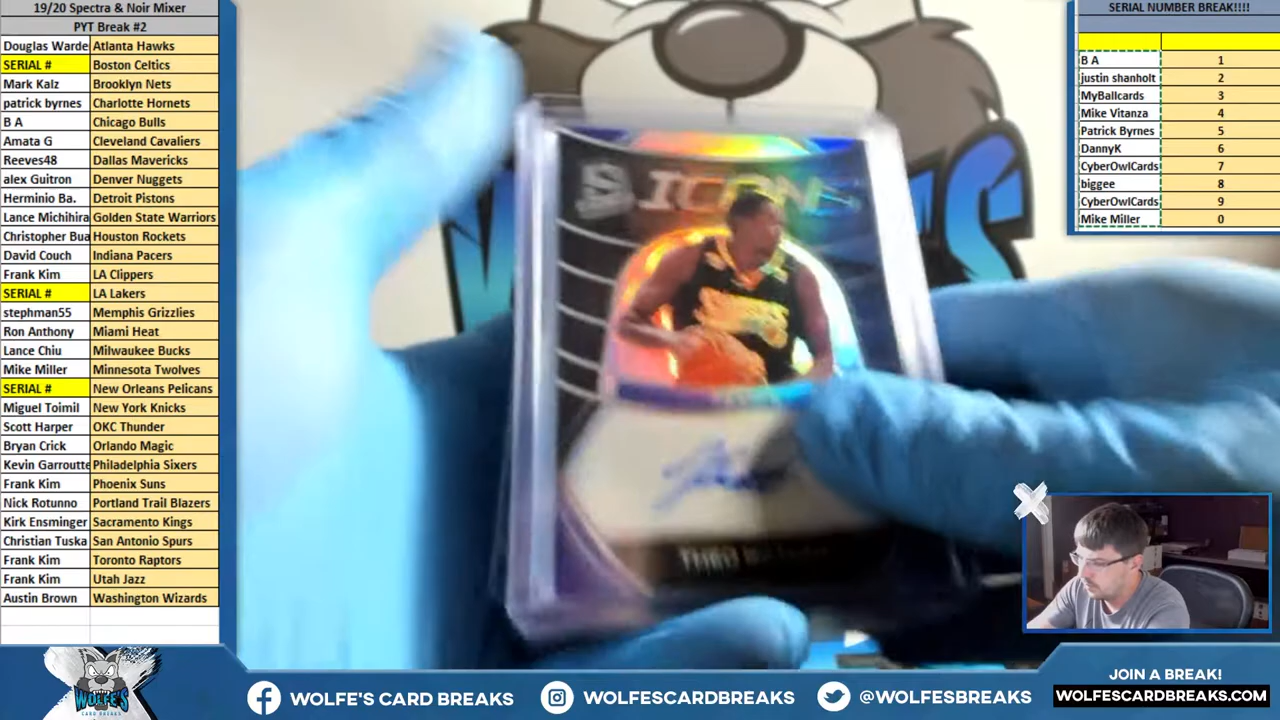 19/20 Spectra & Noir Mixer
PYT Break #2
Douglas Warde Atlanta Hawks
SERIAL # Boston Celtics
Mark Kalz Brooklyn Nets
patrick byrnes Charlotte Hornets
B A Chicago Bulls
Amata G Cleveland Cavaliers
Reeves48 Dallas Mavericks
alex Guitron Denver Nuggets
Herminio Ba. Detroit Pistons
Lance Michihira Golden State Warriors
Christopher Bua Houston Rockets
David Couch Indiana Pacers
Frank Kim LA Clippers
SERIAL # LA Lakers
stephman55 Memphis Grizzlies
Ron Anthony Miami Heat
Lance Chiu Milwaukee Bucks
Mike Miller Minnesota Twolves
SERIAL # New Orleans Pelicans
Miguel Toimil New York Knicks
Scott Harper OKC Thunder
Bryan Crick Orlando Magic
Kevin Garroutte Philadelphia Sixers
Frank Kim Phoenix Suns
Nick Rotunno Portland Trail Blazers
Kirk Ensminger Sacramento Kings
Christian Tuska San Antonio Spurs
Frank Kim Toronto Raptors
Frank Kim Utah Jazz
Austin Brown Washington Wizards
SERIAL NUMBER BREAK!!!!
B A 1
justin shanholt 2
MyBallcards 3
Mike Vitanza 4
Patrick Byrnes 5
DannyK 6
CyberOwlCards 7
biggee 8
CyberOwlCards 9
Mike Miller 0
ICONS
WOLFE'S
CARD BREAKS
WOLFE'S CARD BREAKS
WOLFESCARDBREAKS
@WOLFESBREAKS
JOIN A BREAK!
WOLFESCARDBREAKS.COM